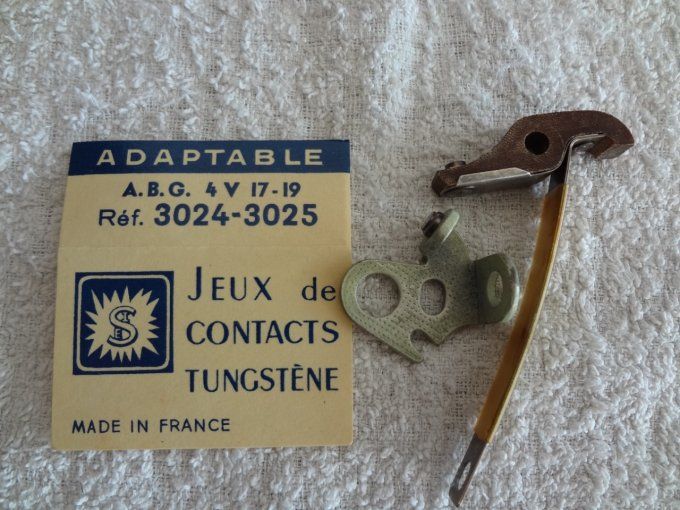 ADAPTABLE
A.B.G. 4 V 17-19
Réf. 3024-3025
JEUX de
CONTACTS
TUNGSTÈNE
MADE IN FRANCE